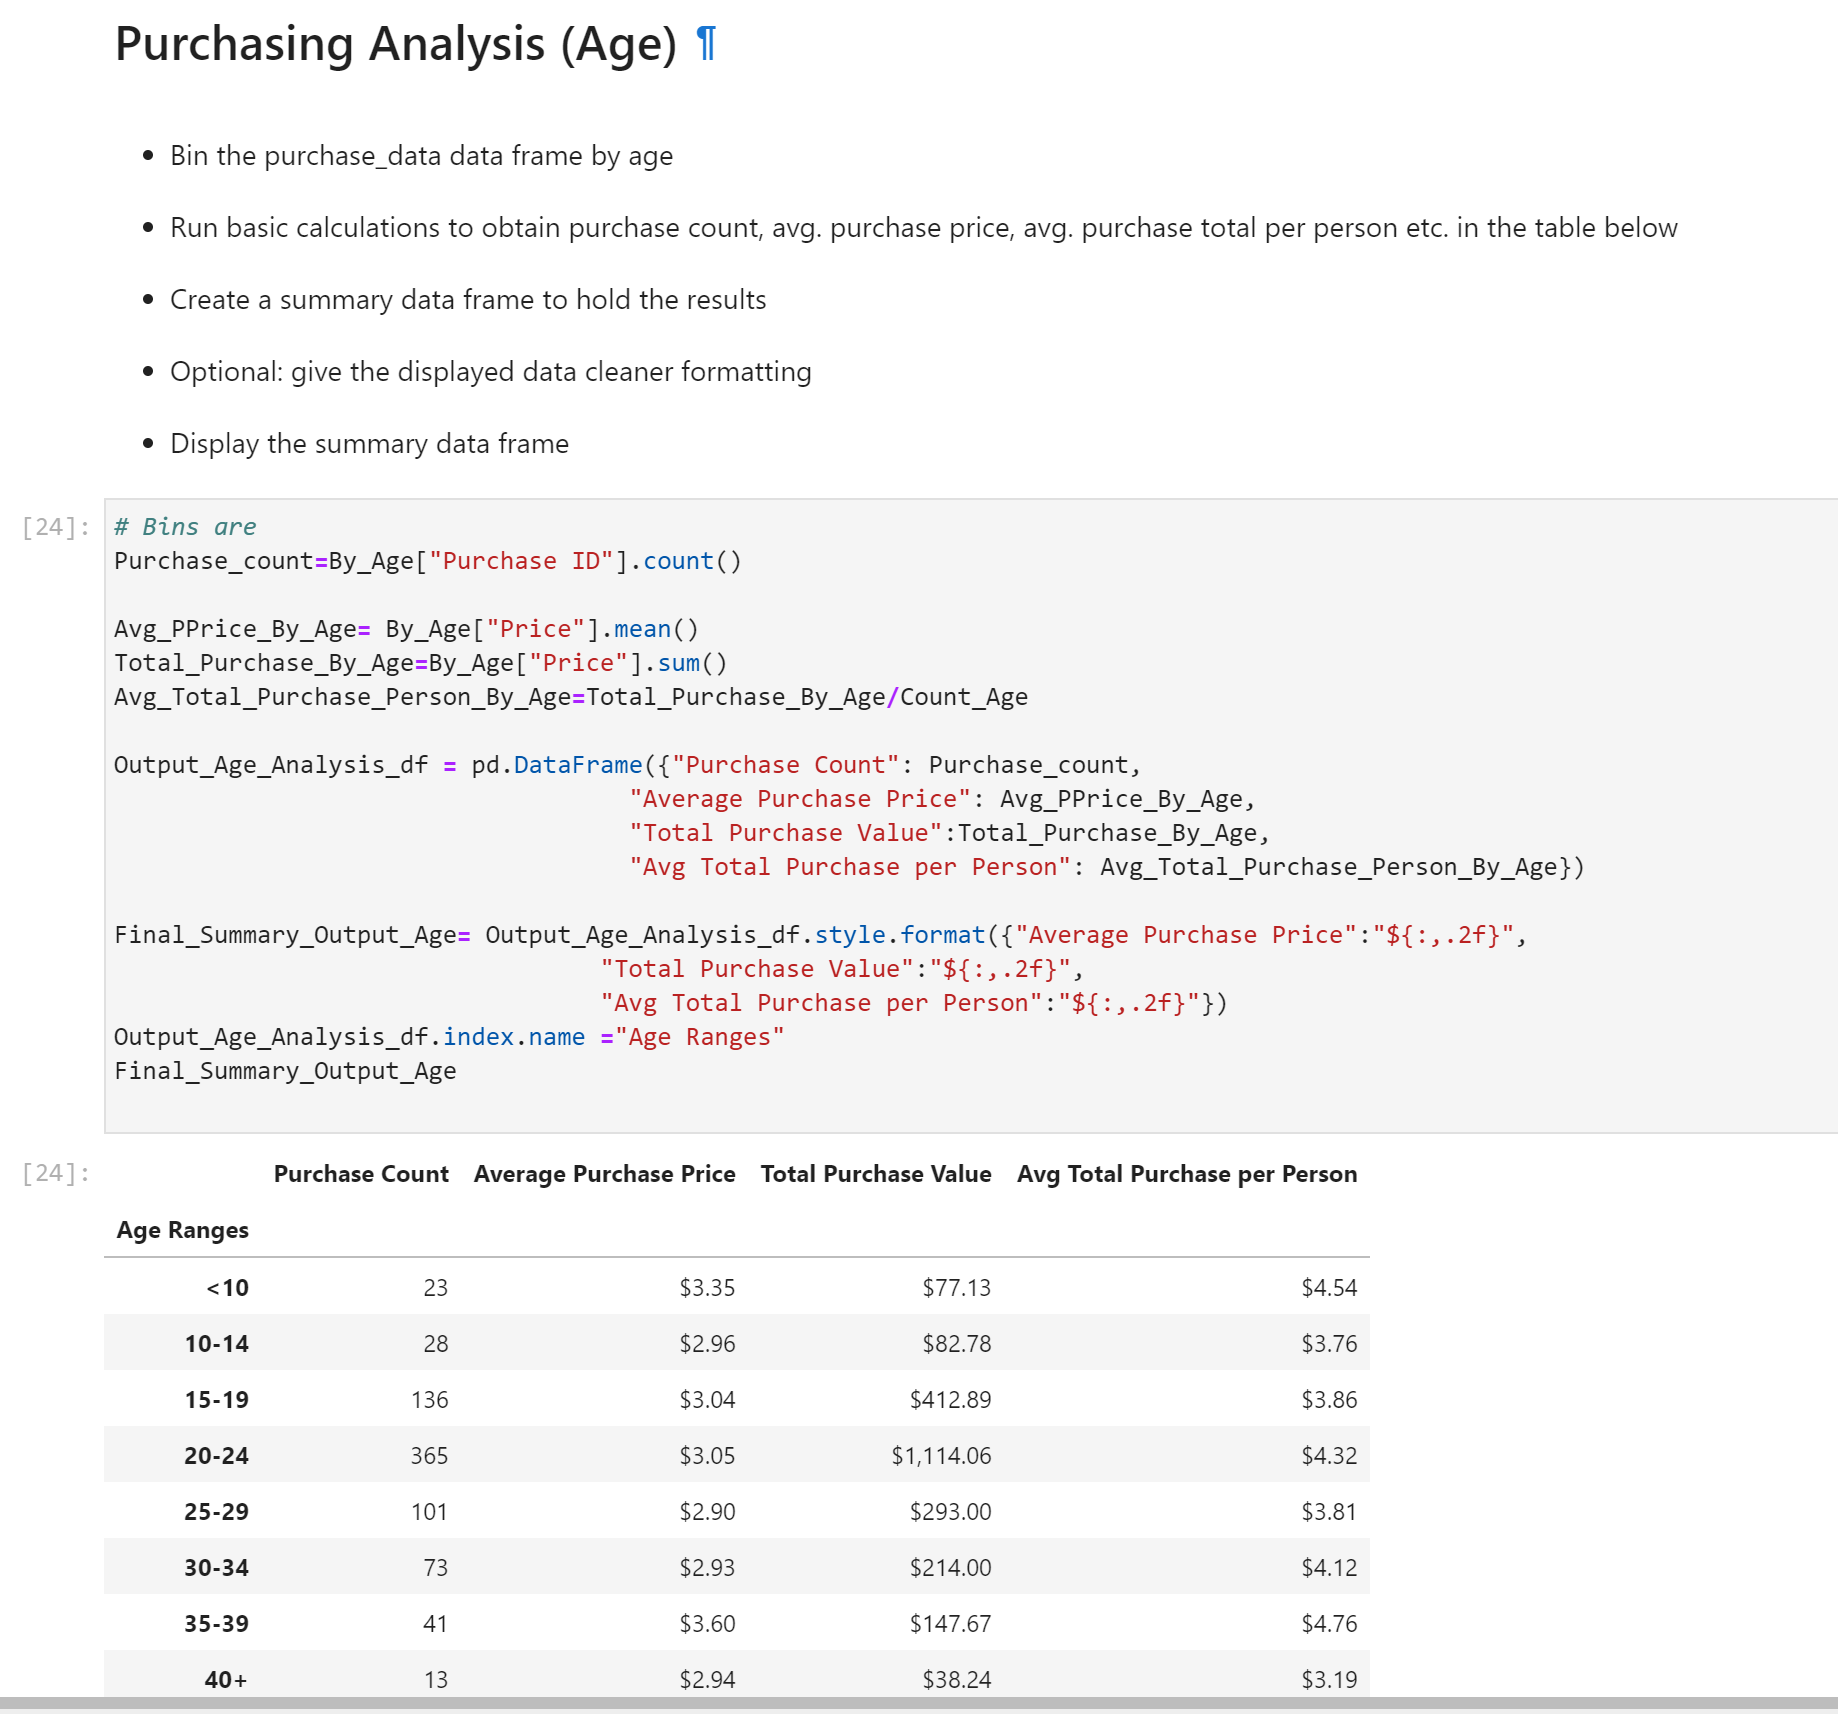 Purchasing Analysis (Age) ¶
• Bin the purchase_data data frame by age
• Run basic calculations to obtain purchase count, avg. purchase price, avg. purchase total per person etc. in the table below
• Create a summary data frame to hold the results
• Optional: give the displayed data cleaner formatting
• Display the summary data frame
[24]: # Bins are
Purchase_count=By_Age["Purchase ID"].count()
Avg_PPrice_By_Age= By_Age["Price"].mean()
Total_Purchase_By_Age=By_Age["Price"].sum()
Avg_Total_Purchase_Person_By_Age=Total_Purchase_By_Age/Count_Age
Output_Age_Analysis_df = pd.DataFrame({"Purchase Count": Purchase_count,
"Average Purchase Price": Avg_PPrice_By_Age,
"Total Purchase Value":Total_Purchase_By_Age,
"Avg Total Purchase per Person": Avg_Total_Purchase_Person_By_Age})
Final_Summary_Output_Age= Output_Age_Analysis_df.style.format({"Average Purchase Price":"${:,.2f}",
"Total Purchase Value":"${:,.2f}",
"Avg Total Purchase per Person":"${:,.2f}"})
Output_Age_Analysis_df.index.name ="Age Ranges"
Final_Summary_Output_Age
[24]: Purchase Count Average Purchase Price Total Purchase Value Avg Total Purchase per Person
Age Ranges
<10 23 $3.35 $77.13 $4.54
10-14 28 $2.96 $82.78 $3.76
15-19 136 $3.04 $412.89 $3.86
20-24 365 $3.05 $1,114.06 $4.32
25-29 101 $2.90 $293.00 $3.81
30-34 73 $2.93 $214.00 $4.12
35-39 41 $3.60 $147.67 $4.76
40+ 13 $2.94 $38.24 $3.19